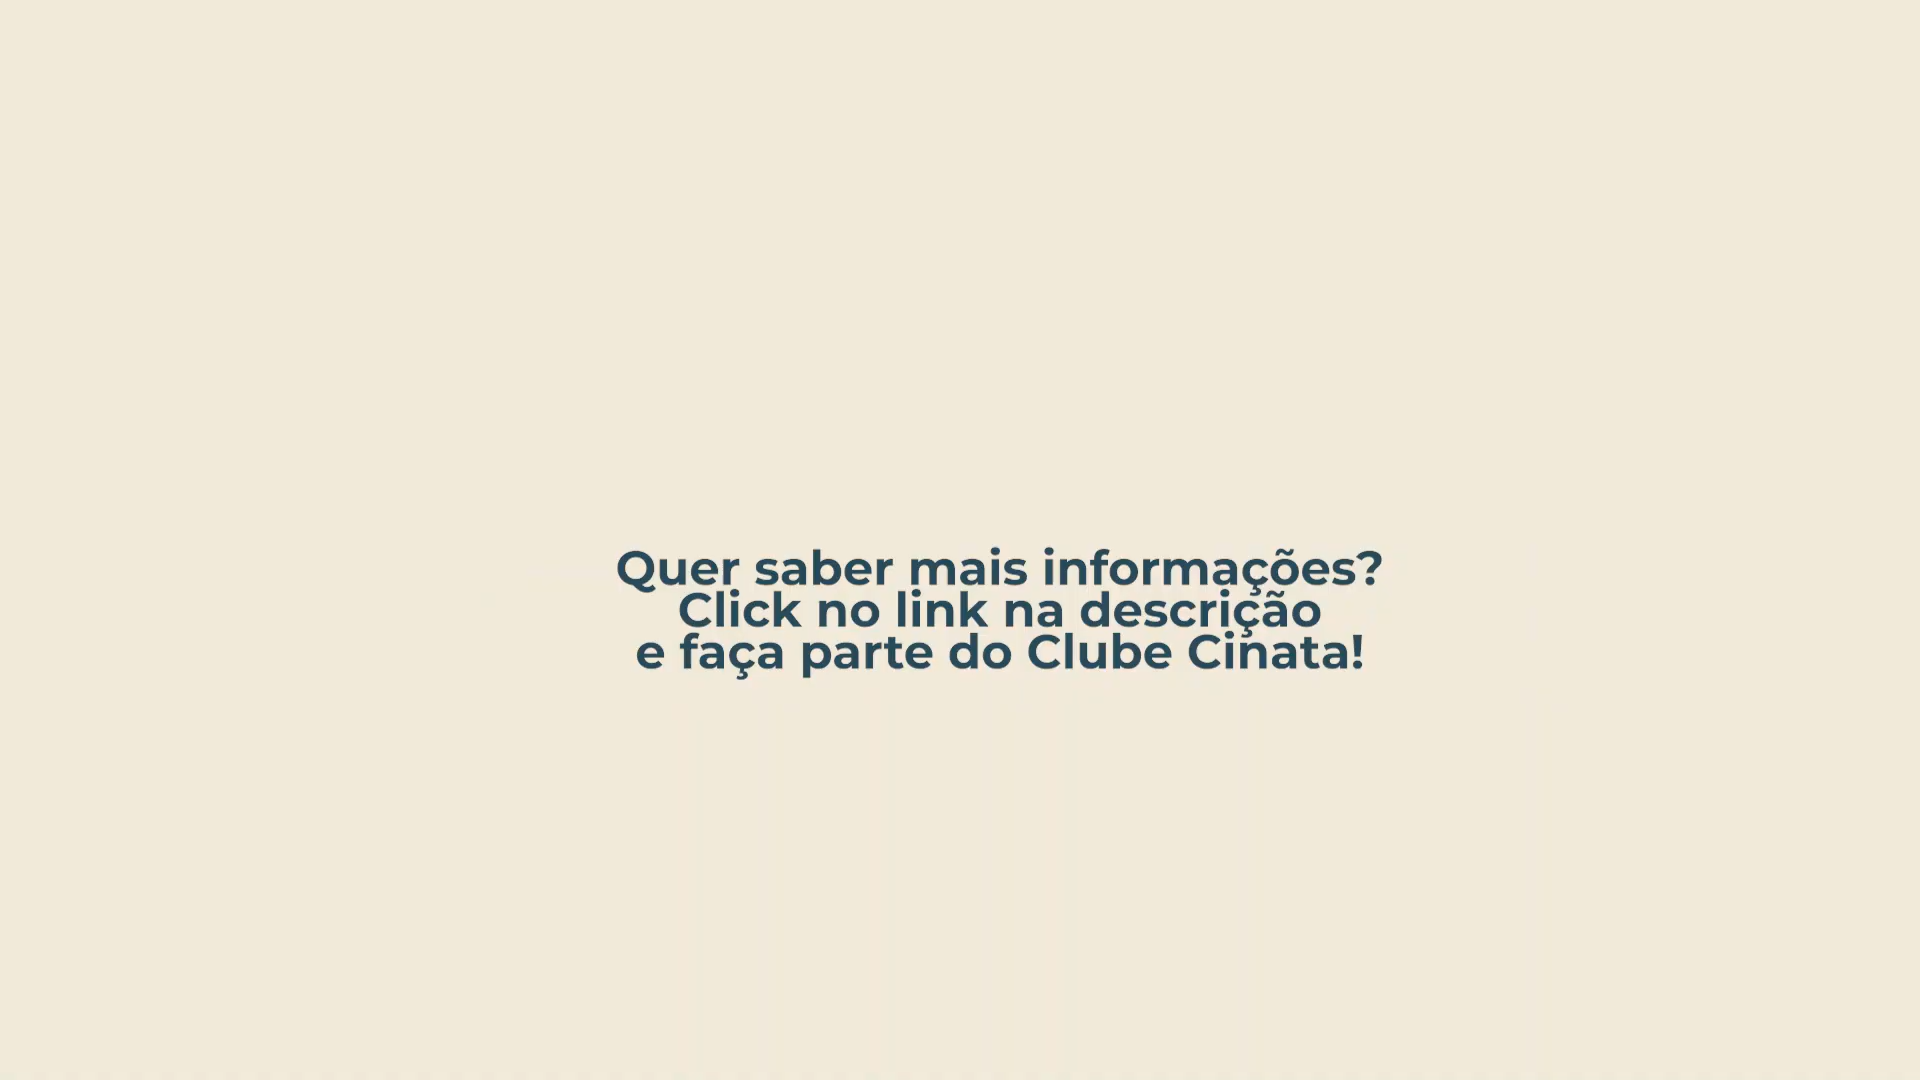 Quer saber mais informações?
Click no link na descrição
e faça parte do Clube Cinata!